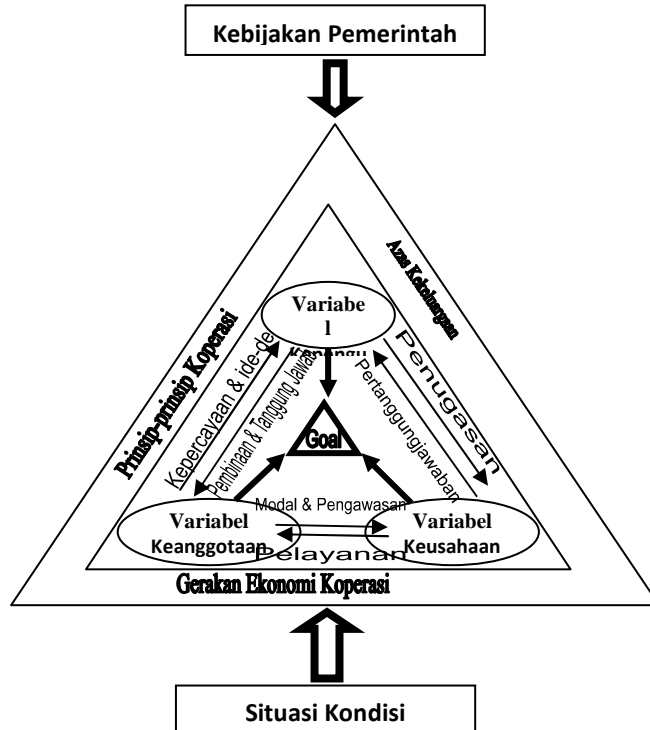 Kebijakan Pemerintah
Azas Kekeluargaan
Prinsip-prinsip Koperasi
Variabe
l
Kepercayaan & ide-de
Pembinaan & Tanggung Jawab
Penugasan
Pertanggungjawaban
Goal
Modal & Pengawasan
Variabel
Keanggotaan
Variabel
Keusahaan
Pelayanan
Gerakan Ekonomi Koperasi
Situasi Kondisi